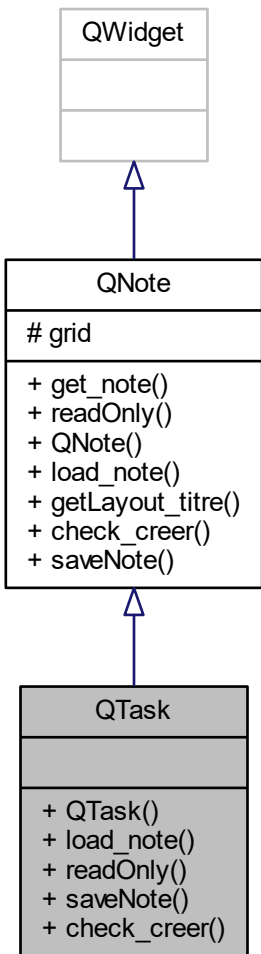 QWidget
QNote
# grid
+ get_note()
+ readOnly()
+ QNote()
+ load_note()
+ getLayout_titre()
+ check_creer()
+ saveNote()
QTask
+ QTask()
+ load_note()
+ readOnly()
+ saveNote()
+ check_creer()